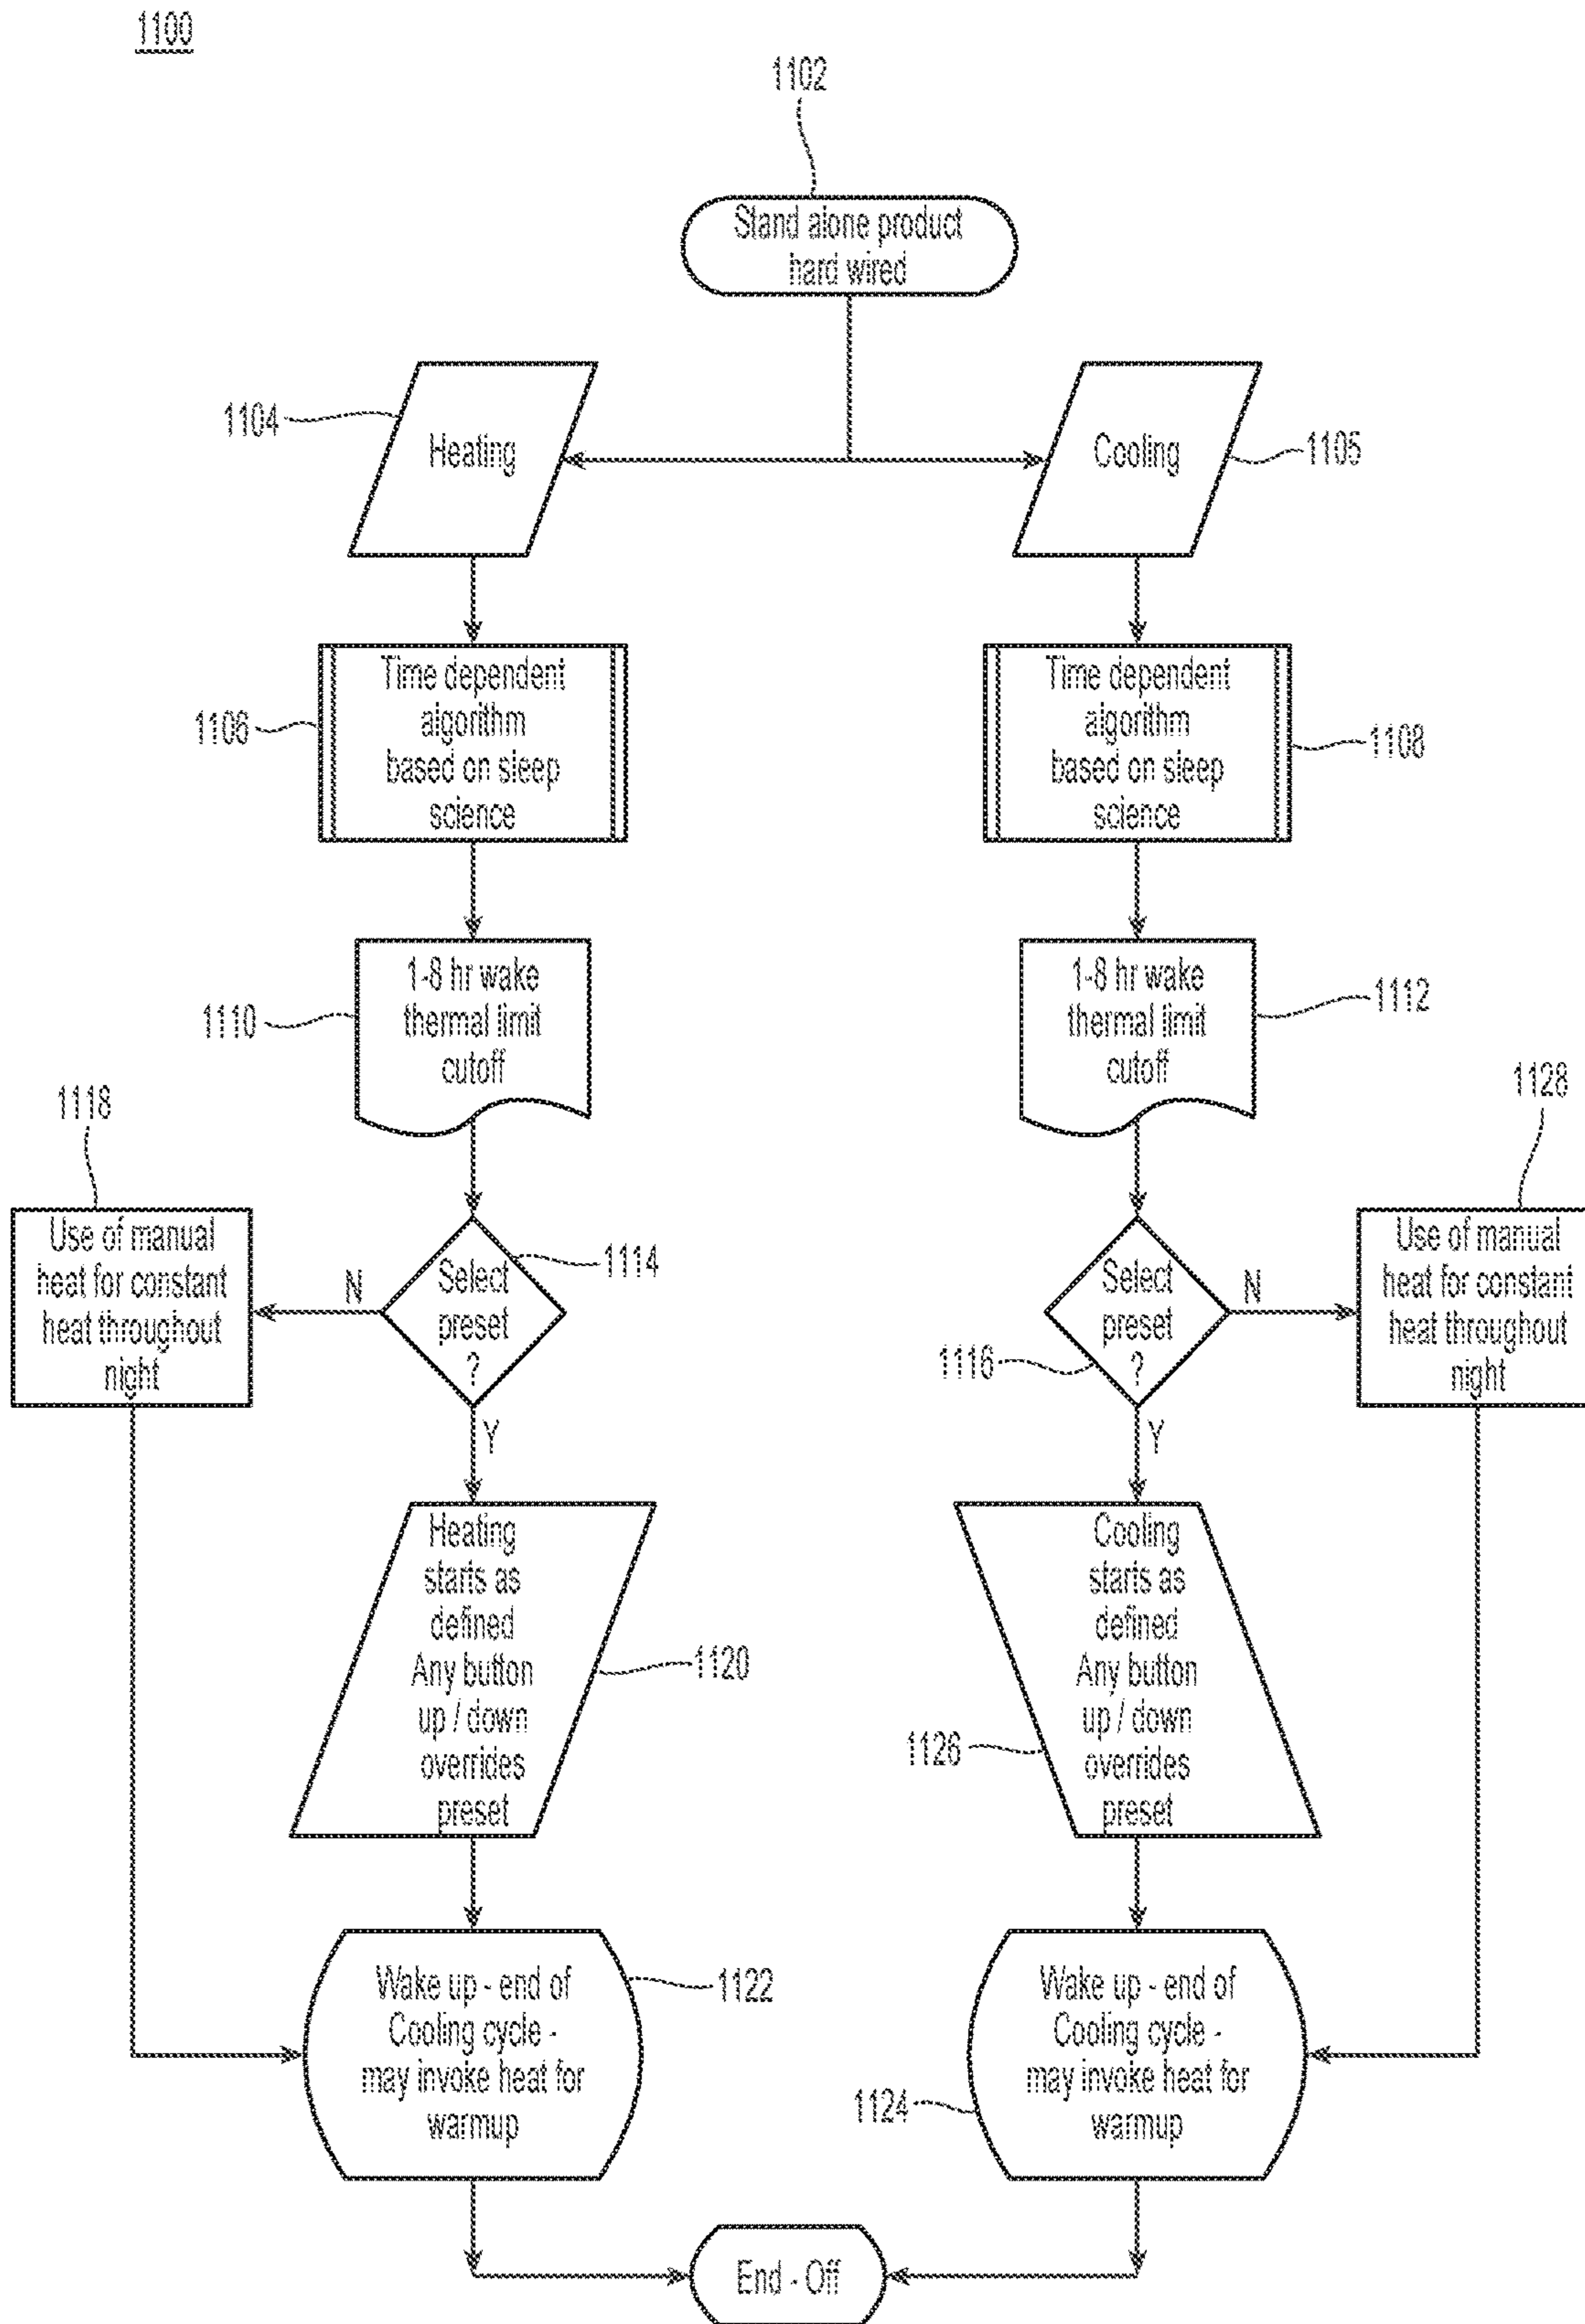 1100
1102
Stand alone product
hard wired
1104
Heating
Cooling
1105
1106
Time dependent
algorithm
based on sleep
science
Time dependent
algorithm
based on sleep
science
1108
1110
1-8 hr wake
thermal limit
cutoff
1-8 hr wake
thermal limit
cutoff
1112
1118
Use of manual
heat for constant
heat throughout
night
N
Select
preset
?
1114
Y
1116
Select
preset
?
N
Y
1128
Use of manual
heat for constant
heat throughout
night
Heating
starts as
defined
Any button
up / down
overrides
preset
1120
1126
Cooling
starts as
defined
Any button
up / down
overrides
preset
Wake up - end of
Cooling cycle -
may invoke heat for
warmup
1122
1124
Wake up - end of
Cooling cycle -
may invoke heat for
warmup
End - Off